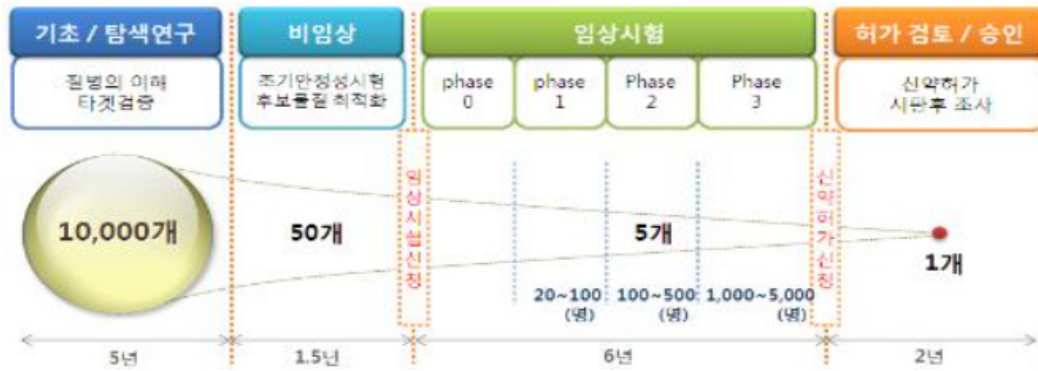 기초 / 탐색연구
비임상
임상시험
허가 검토 / 승인
질병의 이해
타겟검증
조기안정성시험
후보물질 최적화
phase
0
phase
1
Phase
2
Phase
3
신약허가
시판후 조사
임상시험신청
신약허가신청
10,000개
50개
5개
1개
20~100
(명)
100~500
(명)
1,000~5,000
(명)
5년
1.5년
6년
2년